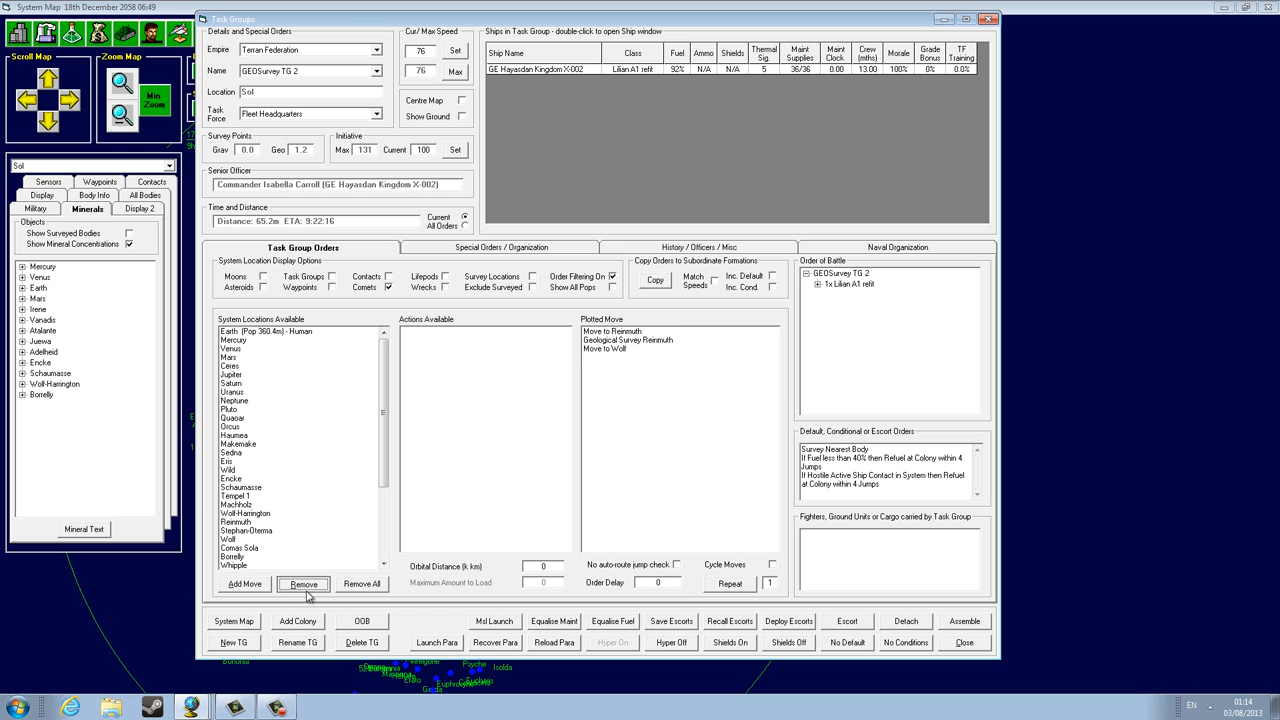 System Map 18th December 2058 06:49
Scroll Map
Zoom Map
Min
Zoom
Sol
Sensors
Waypoints
Contacts
Display
Body Info
All Bodies
Military
Minerals
Display 2
Objects
Show Surveyed Bodies
Show Mineral Concentrations
Mercury
Venus
Earth
Mars
Irene
Vanadis
Atalante
Juewa
Adelheid
Encke
Schaumasse
Wolf-Harrington
Borrelly
Mineral Text
Task Groups
Details and Special Orders
Empire
Terran Federation
Name
GEOSurvey TG 2
Location
Sol
Task
Force
Fleet Headquarters
Cur/ Max Speed
76
Set
76
Max
Centre Map
Show Ground
Survey Points
Grav
0.0
Geo
1.2
Initiative
Max
131
Current
100
Set
Senior Officer
Commander Isabella Carroll (GE Hayasdan Kingdom X-002)
Time and Distance
Distance: 65.2m ETA: 9:22:16
Current
All Orders
Ships in Task Group - double-click to open Ship window
Ship Name
Class
Fuel
Ammo
Shields
Thermal
Sig.
Maint
Supplies
Maint
Clock
Crew
(mths)
Morale
Grade
Bonus
TF
Training
GE Hayasdan Kingdom X-002
Lilian A1 refit
92%
N/A
N/A
5
36/36
0.00
13.00
100%
0%
0.0%
Task Group Orders
Special Orders / Organization
History / Officers / Misc
Naval Organization
System Location Display Options
Moons
Task Groups
Contacts
Lifepods
Survey Locations
Order Filtering On
Asteroids
Waypoints
Comets
Wrecks
Exclude Surveyed
Show All Pops
Copy Orders to Subordinate Formations
Copy
Match
Speeds
Inc. Default
Inc. Cond.
System Locations Available
Earth (Pop 360.4m) - Human
Mercury
Venus
Mars
Ceres
Jupiter
Saturn
Uranus
Neptune
Pluto
Quaoar
Orcus
Haumea
Makemake
Sedna
Eris
Wild
Encke
Schaumasse
Tempel 1
Machholz
Wolf-Harrington
Reinmuth
Stephan-Oterma
Wolf
Comas Sola
Borrelly
Whipple
Actions Available
Plotted Move
Move to Reinmuth
Geological Survey Reinmuth
Move to Wolf
Add Move
Remove
Remove All
Orbital Distance (k km)
0
Maximum Amount to Load
0
No auto-route jump check
Order Delay
0
Cycle Moves
Repeat
1
Order of Battle
GEOSurvey TG 2
1x Lilian A1 refit
Default, Conditional or Escort Orders
Survey Nearest Body
If Fuel less than 40% then Refuel at Colony within 4
Jumps
If Hostile Active Ship Contact in System then Refuel
at Colony within 4 Jumps
Fighters, Ground Units or Cargo carried by Task Group
System Map
Add Colony
OOB
Msl Launch
Equalise Maint
Equalise Fuel
Save Escorts
Recall Escorts
Deploy Escorts
Escort
Detach
Assemble
New TG
Rename TG
Delete TG
Launch Para
Recover Para
Reload Para
Hyper On
Hyper Off
Shields On
Shields Off
No Default
No Conditions
Close
Psyche
Isolda
EN
01:14
03/08/2013